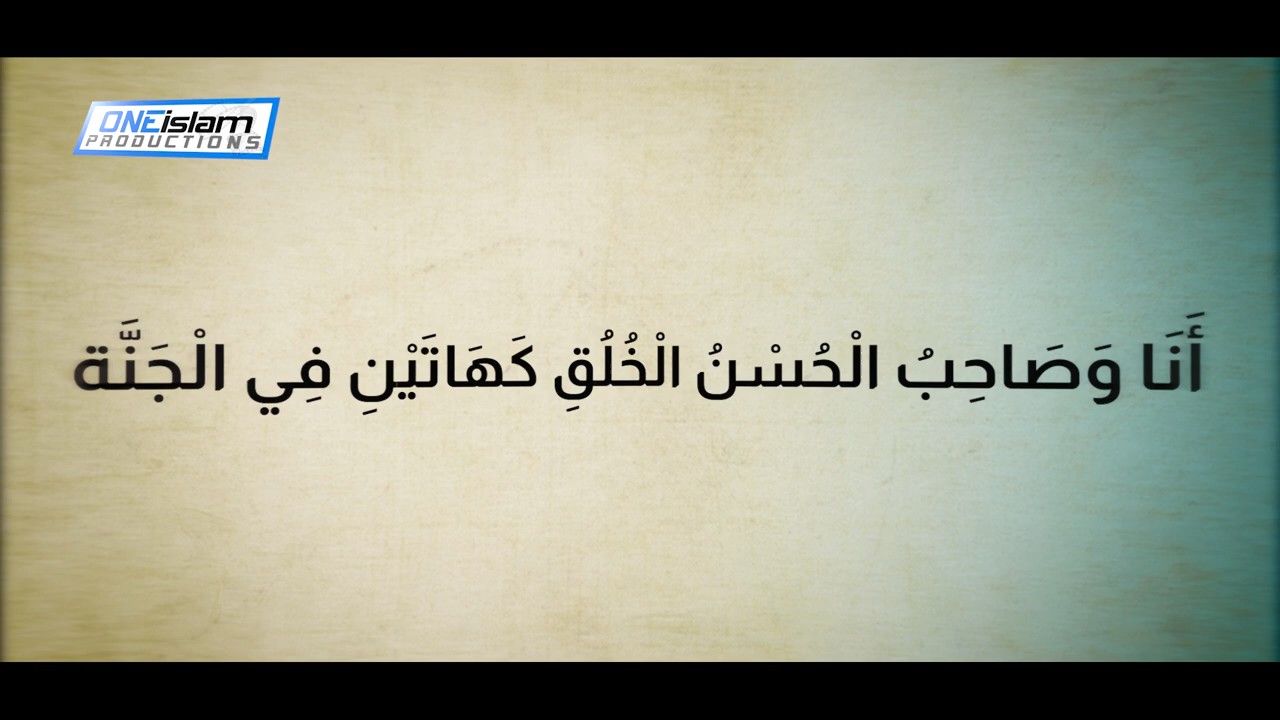 ONEislam
PRODUCTIONS
أَنَا وَصَاحِبُ الْحُسْنُ الْخُلُقِ كَهَاتَيْنِ فِي الْجَنَّة